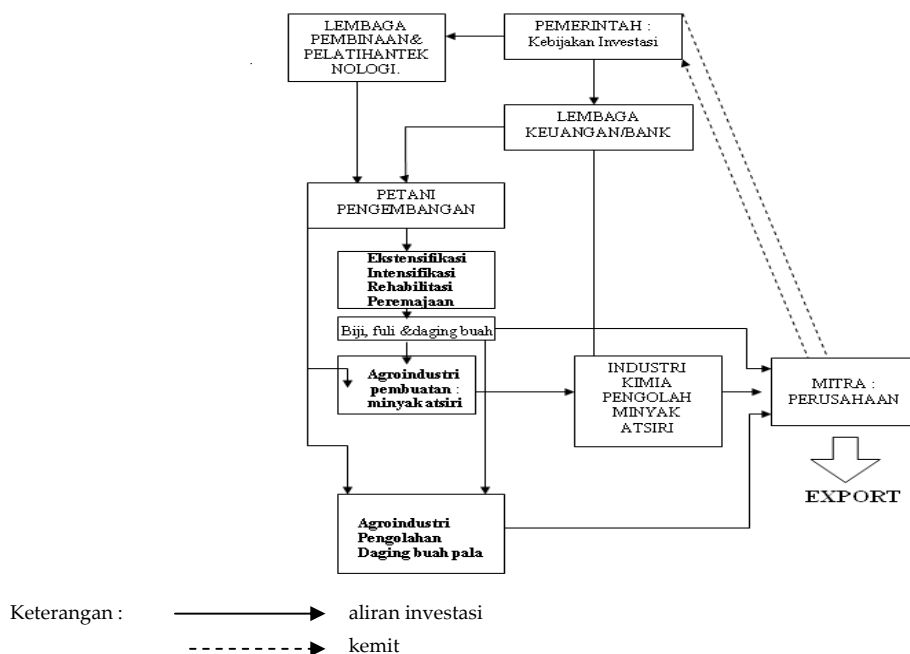 LEMBAGA
PEMBINAAN&
PELATIHANTEK
NOLOGI.
PEMERINTAH :
Kebijakan Investasi
LEMBAGA
KEUANGAN/BANK
PETANI
PENGEMBANGAN
Ekstensifikasi
Intensifikasi
Rehabilitasi
Peremajaan
Biji, fuli &daging buah
Agroindustri
pembuatan :
minyak atsiri
INDUSTRI
KIMIA
PENGOLAH
MINYAK
ATSIRI
MITRA :
PERUSAHAAN
EXPORT
Agroindustri
Pengolahan
Daging buah pala
Keterangan :
aliran investasi
kemit